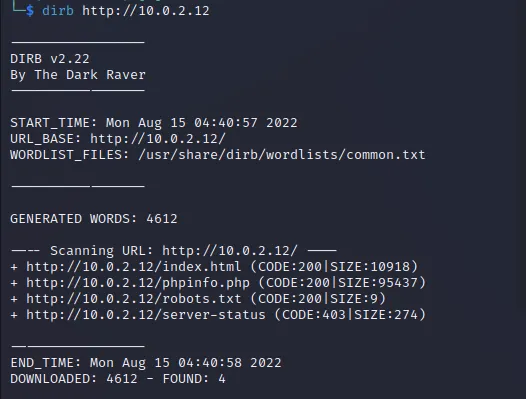 └─$ dirb http://10.0.2.12
-----------------
DIRB v2.22
By The Dark Raver
-----------------
START_TIME: Mon Aug 15 04:40:57 2022
URL_BASE: http://10.0.2.12/
WORDLIST_FILES: /usr/share/dirb/wordlists/common.txt
-----------------
GENERATED WORDS: 4612
---- Scanning URL: http://10.0.2.12/ ----
+ http://10.0.2.12/index.html (CODE:200|SIZE:10918)
+ http://10.0.2.12/phpinfo.php (CODE:200|SIZE:95437)
+ http://10.0.2.12/robots.txt (CODE:200|SIZE:9)
+ http://10.0.2.12/server-status (CODE:403|SIZE:274)
-----------------
END_TIME: Mon Aug 15 04:40:58 2022
DOWNLOADED: 4612 - FOUND: 4